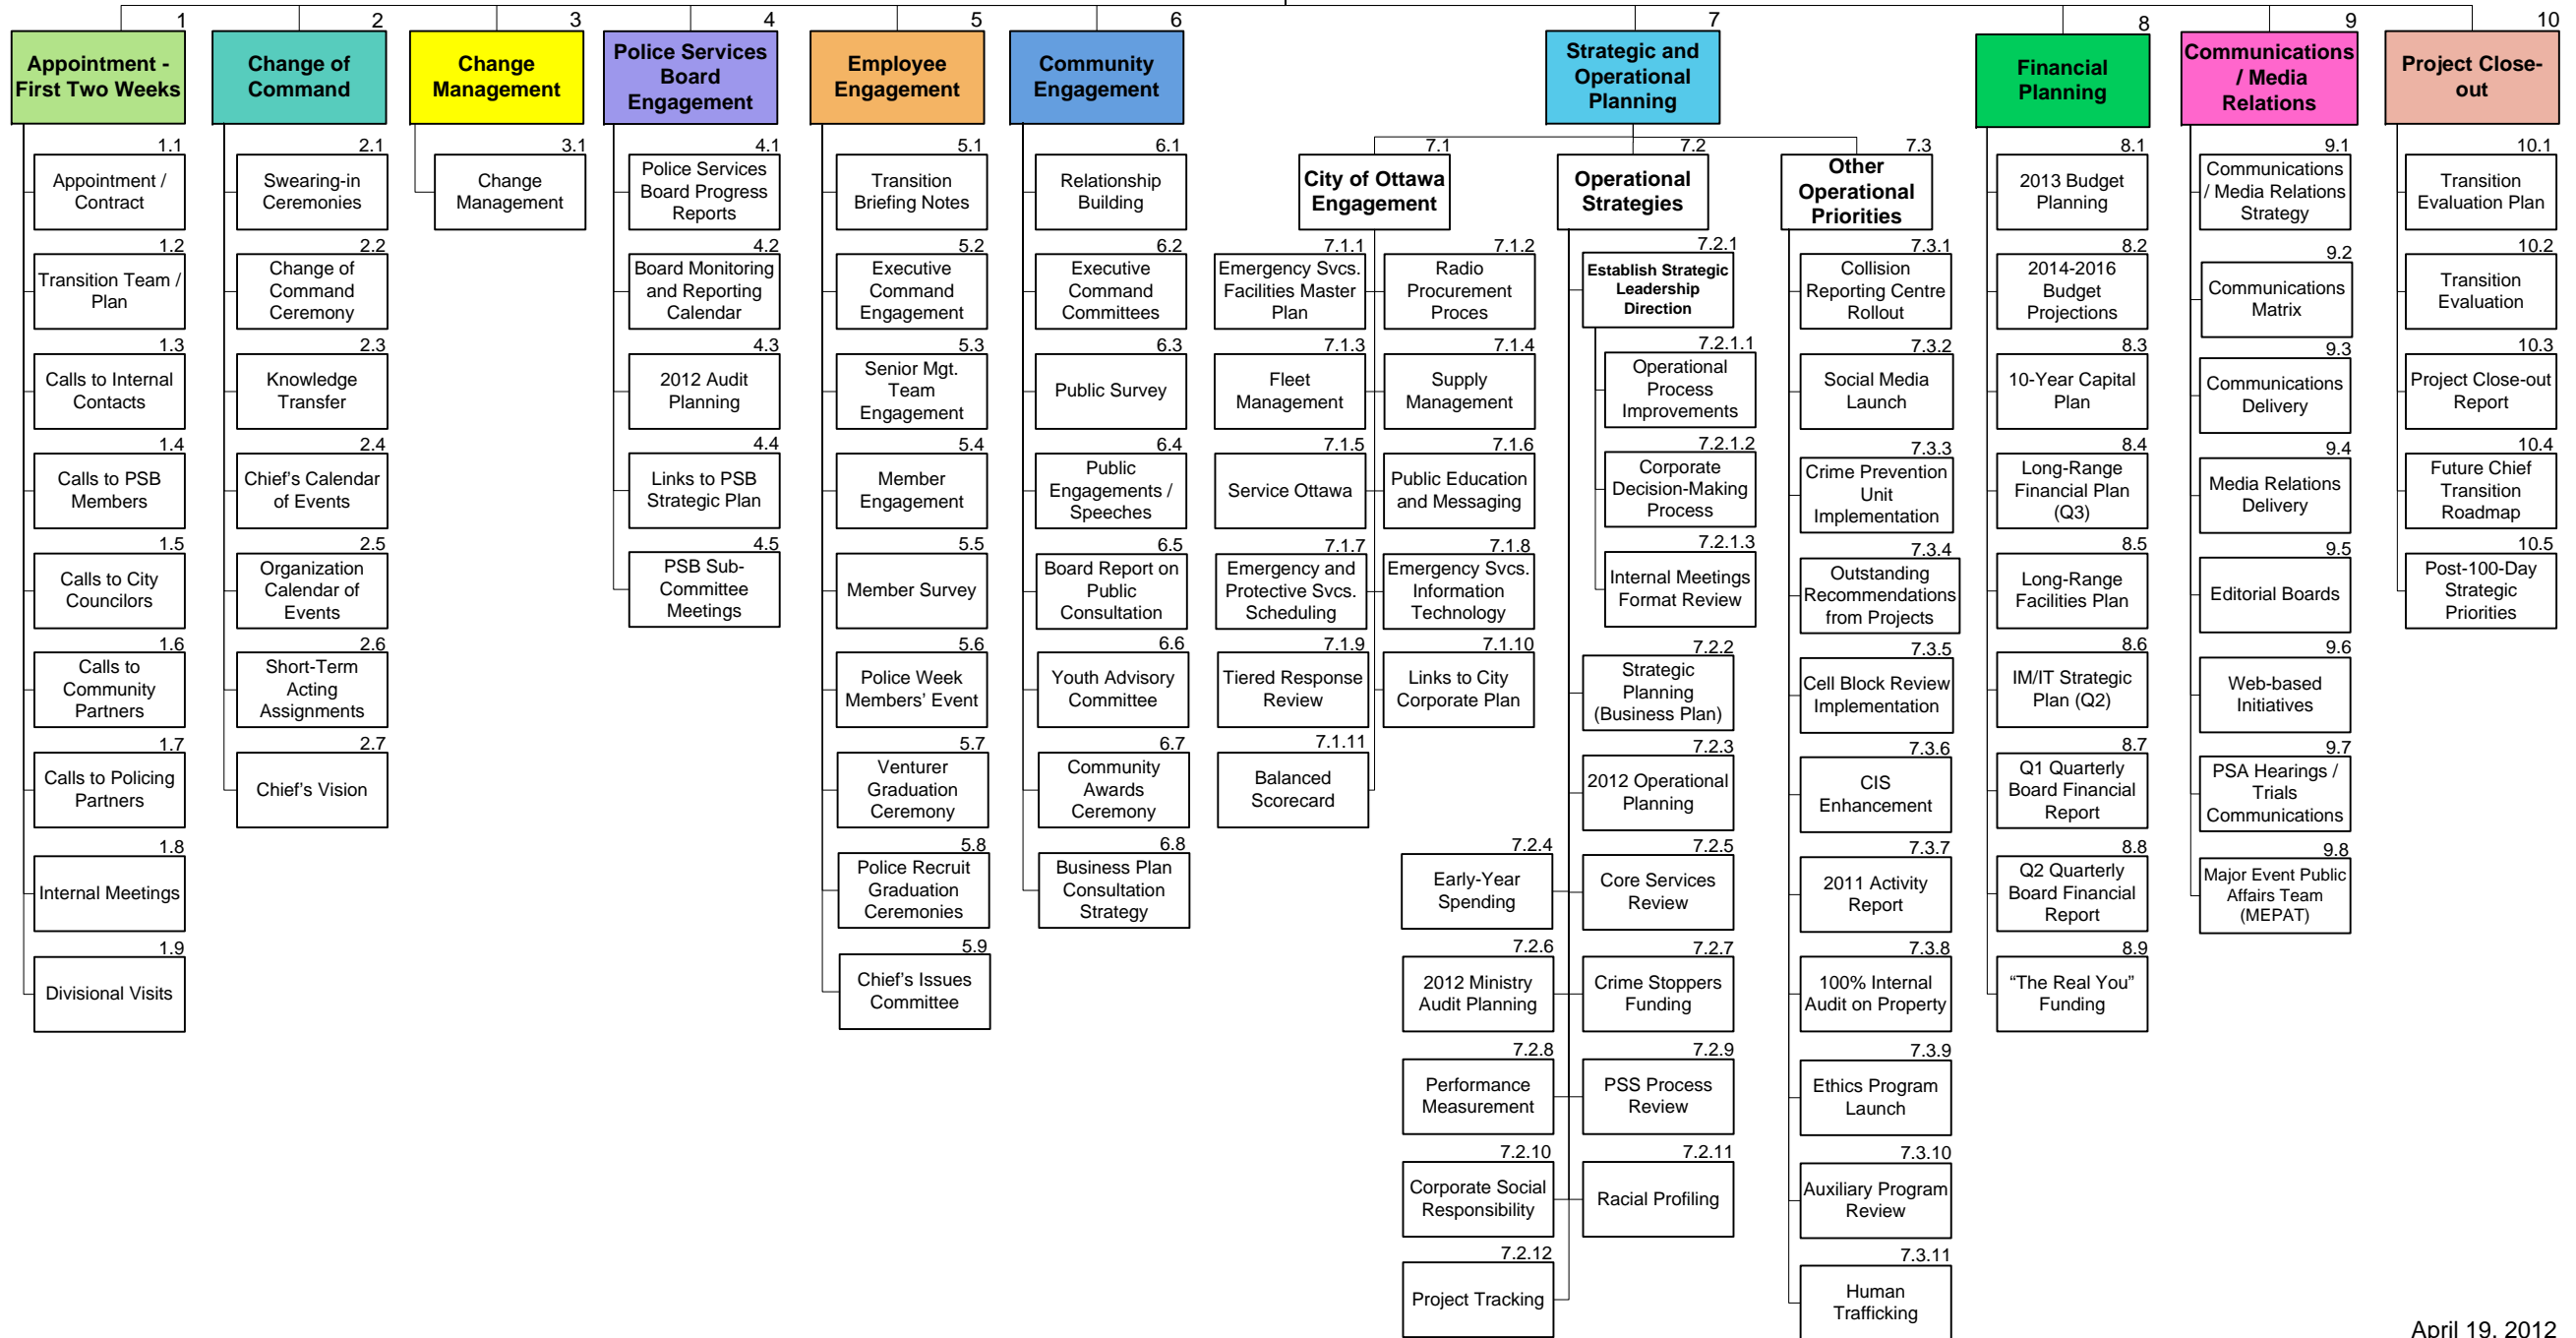 1
Appointment -
First Two Weeks
1.1
Appointment /
Contract
1.2
Transition Team /
Plan
1.3
Calls to Internal
Contacts
1.4
Calls to PSB
Members
1.5
Calls to City
Councilors
1.6
Calls to
Community
Partners
1.7
Calls to Policing
Partners
1.8
Internal Meetings
1.9
Divisional Visits
2
Change of
Command
2.1
Swearing-in
Ceremonies
2.2
Change of
Command
Ceremony
2.3
Knowledge
Transfer
2.4
Chief's Calendar
of Events
2.5
Organization
Calendar of
Events
2.6
Short-Term
Acting
Assignments
2.7
Chief's Vision
3
Change
Management
3.1
Change
Management
4
Police Services
Board
Engagement
4.1
Police Services
Board Progress
Reports
4.2
Board Monitoring
and Reporting
Calendar
4.3
2012 Audit
Planning
4.4
Links to PSB
Strategic Plan
4.5
PSB Sub-
Committee
Meetings
5
Employee
Engagement
5.1
Transition
Briefing Notes
5.2
Executive
Command
Engagement
5.3
Senior Mgt.
Team
Engagement
5.4
Member
Engagement
5.5
Member Survey
5.6
Police Week
Members' Event
5.7
Venturer
Graduation
Ceremony
5.8
Police Recruit
Graduation
Ceremonies
5.9
Chief's Issues
Committee
6
Community
Engagement
6.1
Relationship
Building
6.2
Executive
Command
Committees
6.3
Public Survey
6.4
Public
Engagements /
Speeches
6.5
Board Report on
Public
Consultation
6.6
Youth Advisory
Committee
6.7
Community
Awards
Ceremony
6.8
Business Plan
Consultation
Strategy
7
Strategic and
Operational
Planning
7.1
City of Ottawa
Engagement
7.1.1
Emergency Svcs.
Facilities Master
Plan
7.1.2
Radio
Procurement
Proces
7.1.3
Fleet
Management
7.1.4
Supply
Management
7.1.5
Service Ottawa
7.1.6
Public Education
and Messaging
7.1.7
Emergency and
Protective Svcs.
Scheduling
7.1.8
Emergency Svcs.
Information
Technology
7.1.9
Tiered Response
Review
7.1.10
Links to City
Corporate Plan
7.1.11
Balanced
Scorecard
7.2
Operational
Strategies
7.2.1
Establish Strategic
Leadership
Direction
7.2.1.1
Operational
Process
Improvements
7.2.1.2
Corporate
Decision-Making
Process
7.2.1.3
Internal Meetings
Format Review
7.2.2
Strategic
Planning
(Business Plan)
7.2.3
2012 Operational
Planning
7.2.4
Early-Year
Spending
7.2.5
Core Services
Review
7.2.6
2012 Ministry
Audit Planning
7.2.7
Crime Stoppers
Funding
7.2.8
Performance
Measurement
7.2.9
PSS Process
Review
7.2.10
Corporate Social
Responsibility
7.2.11
Racial Profiling
7.2.12
Project Tracking
7.3
Other
Operational
Priorities
7.3.1
Collision
Reporting Centre
Rollout
7.3.2
Social Media
Launch
7.3.3
Crime Prevention
Unit
Implementation
7.3.4
Outstanding
Recommendations
from Projects
7.3.5
Cell Block Review
Implementation
7.3.6
CIS
Enhancement
7.3.7
2011 Activity
Report
7.3.8
100% Internal
Audit on Property
7.3.9
Ethics Program
Launch
7.3.10
Auxiliary Program
Review
7.3.11
Human
Trafficking
8
Financial
Planning
8.1
2013 Budget
Planning
8.2
2014-2016
Budget
Projections
8.3
10-Year Capital
Plan
8.4
Long-Range
Financial Plan
(Q3)
8.5
Long-Range
Facilities Plan
8.6
IM/IT Strategic
Plan (Q2)
8.7
Q1 Quarterly
Board Financial
Report
8.8
Q2 Quarterly
Board Financial
Report
8.9
“The Real You”
Funding
9
Communications
/ Media
Relations
9.1
Communications
/ Media Relations
Strategy
9.2
Communications
Matrix
9.3
Communications
Delivery
9.4
Media Relations
Delivery
9.5
Editorial Boards
9.6
Web-based
Initiatives
9.7
PSA Hearings /
Trials
Communications
9.8
Major Event Public
Affairs Team
(MEPAT)
10
Project Close-
out
10.1
Transition
Evaluation Plan
10.2
Transition
Evaluation
10.3
Project Close-out
Report
10.4
Future Chief
Transition
Roadmap
10.5
Post-100-Day
Strategic
Priorities
April 19, 2012